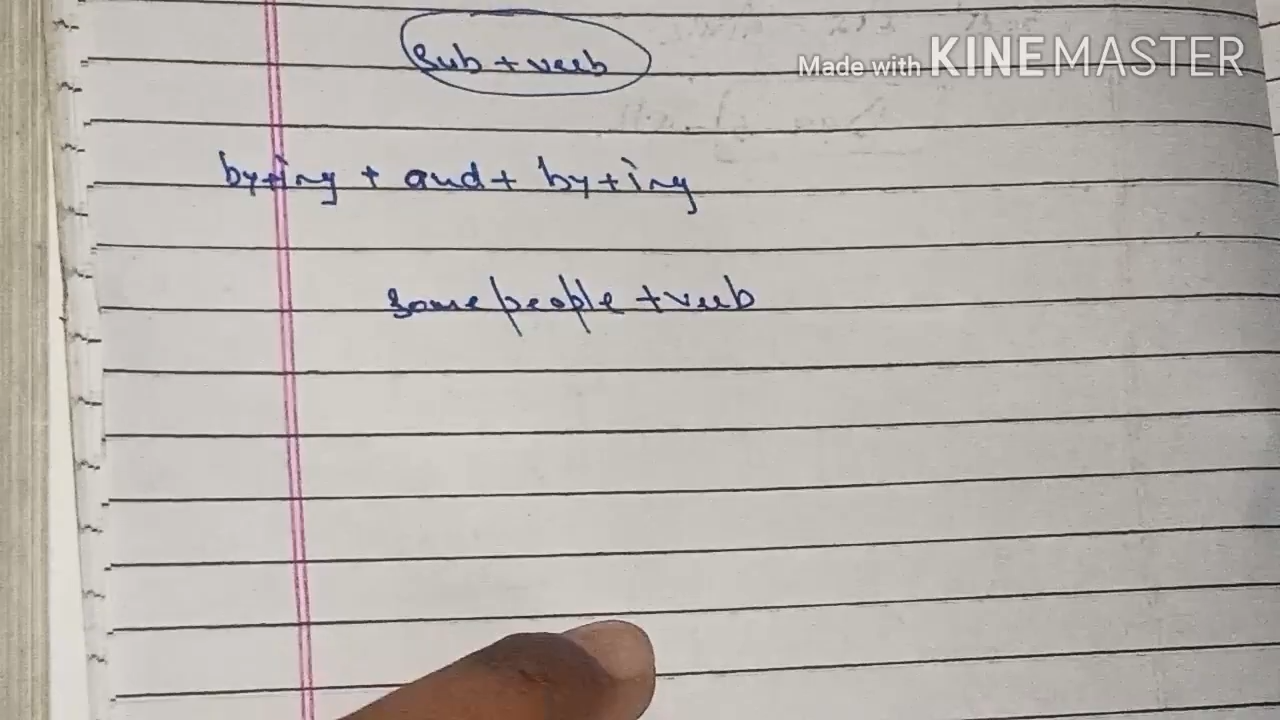 Sub + verb
Made with KINEMASTER
by+ing + and + by+ing
some people + verb